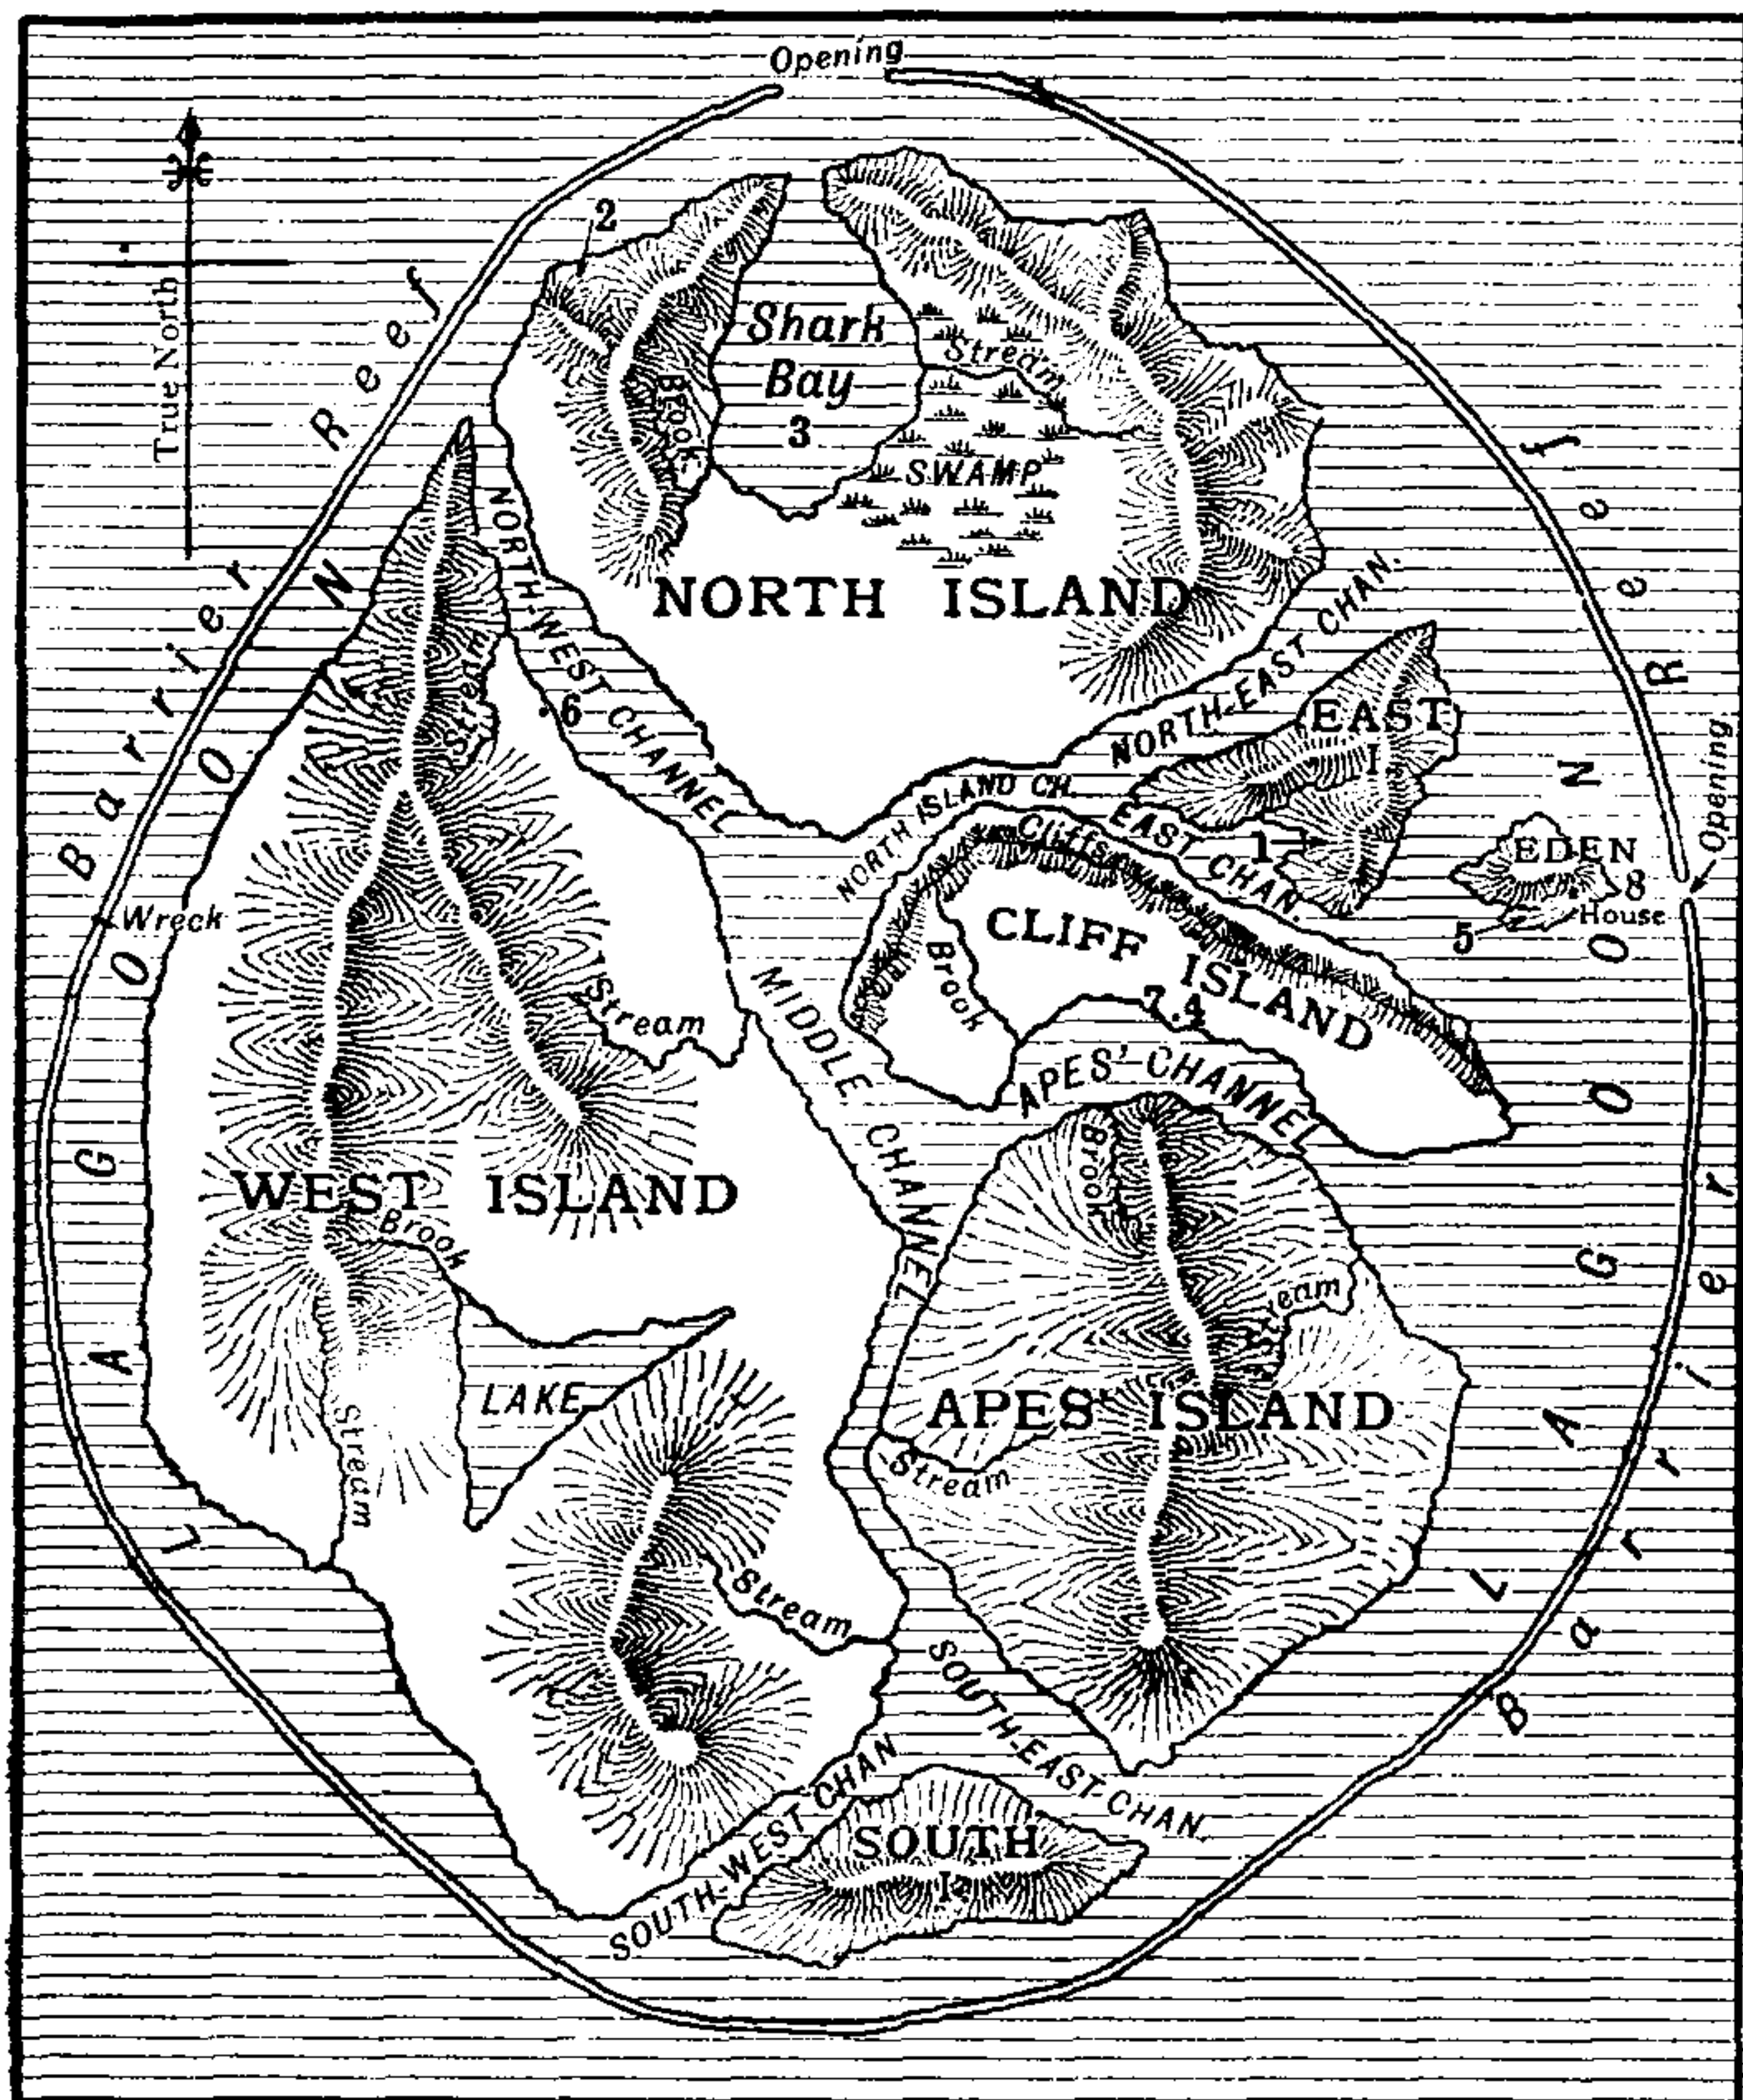 Opening
True North
Barrier Reef
LAGOON
2
Shark
Bay
3
Brook
Stream
SWAMP
NORTH ISLAND
NORTH-WEST CHANNEL
6
Stream
NORTH-EAST CHAN.
NORTH ISLAND CH.
EAST
I
EAST CHAN.
1
Opening
EDEN
8
House
5
Cliffs
CLIFF
ISLAND
Brook
7.4
Wreck
Stream
MIDDLE CHANNEL
APES' CHANNEL
WEST ISLAND
Brook
Stream
LAKE
Stream
Brook
Stream
APES' ISLAND
Stream
LAGOON
Barrier Reef
SOUTH-EAST CHAN.
SOUTH-WEST CHAN
SOUTH
I